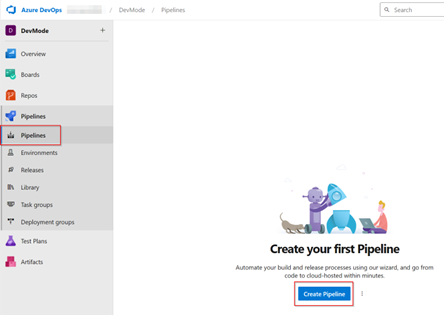 Azure DevOps / DevMode / Pipelines Search
D DevMode +
Overview
Boards
Repos
Pipelines
Pipelines
Environments
Releases
Library
Task groups
Deployment groups
Test Plans
Artifacts
Create your first Pipeline
Automate your build and release processes using our wizard, and go from
code to cloud-hosted within minutes.
Create Pipeline